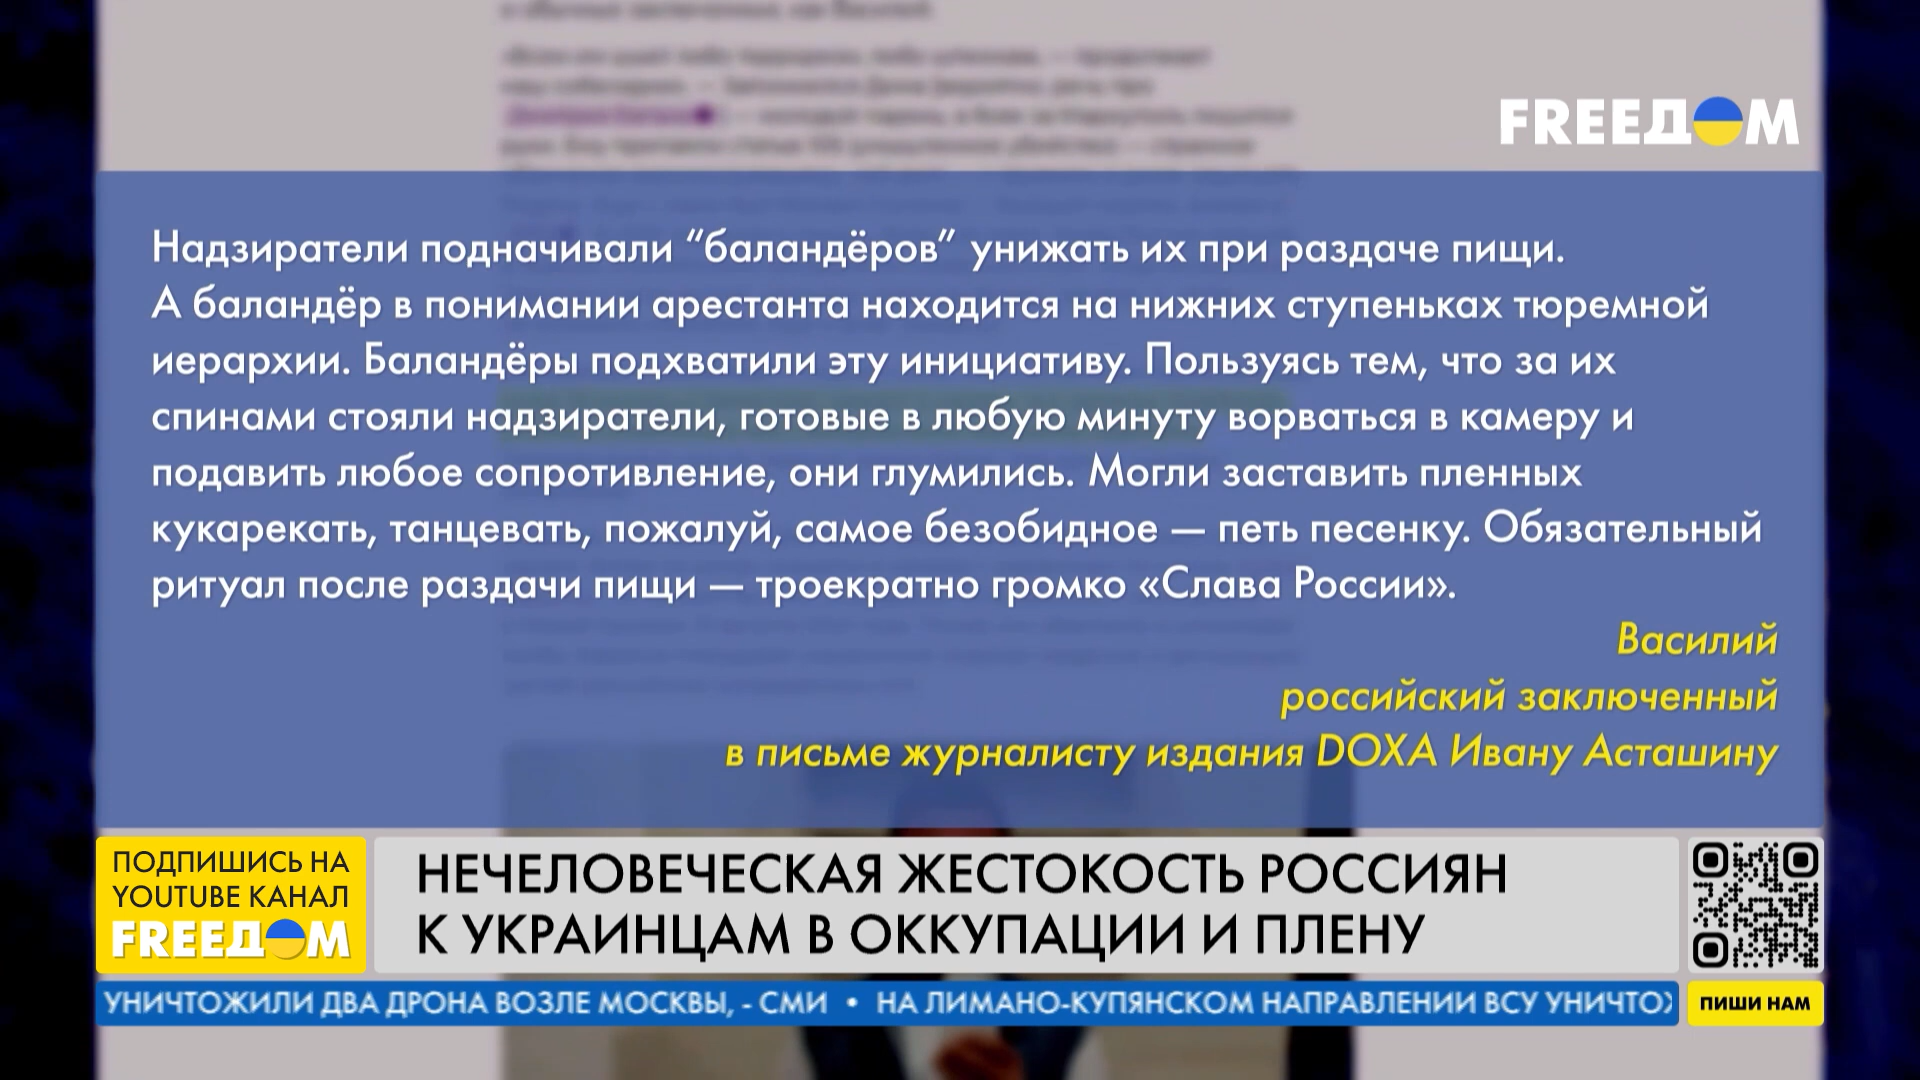 FREEДOM
Надзиратели подначивали “баландёров” унижать их при раздаче пищи.
А баландёр в понимании арестанта находится на нижних ступеньках тюремной
иерархии. Баландёры подхватили эту инициативу. Пользуясь тем, что за их
спинами стояли надзиратели, готовые в любую минуту ворваться в камеру и
подавить любое сопротивление, они глумились. Могли заставить пленных
кукарекать, танцевать, пожалуй, самое безобидное — петь песенку. Обязательный
ритуал после раздачи пищи — троекратно громко «Слава России».
Василий
российский заключенный
в письме журналисту издания DOXA Ивану Асташину
ПОДПИШИСЬ НА
YOUTUBE КАНАЛ
FREEДOM
НЕЧЕЛОВЕЧЕСКАЯ ЖЕСТОКОСТЬ РОССИЯН
К УКРАИНЦАМ В ОККУПАЦИИ И ПЛЕНУ
УНИЧТОЖИЛИ ДВА ДРОНА ВОЗЛЕ МОСКВЫ, - СМИ • НА ЛИМАНО-КУПЯНСКОМ НАПРАВЛЕНИИ ВСУ
ПИШИ НАМ